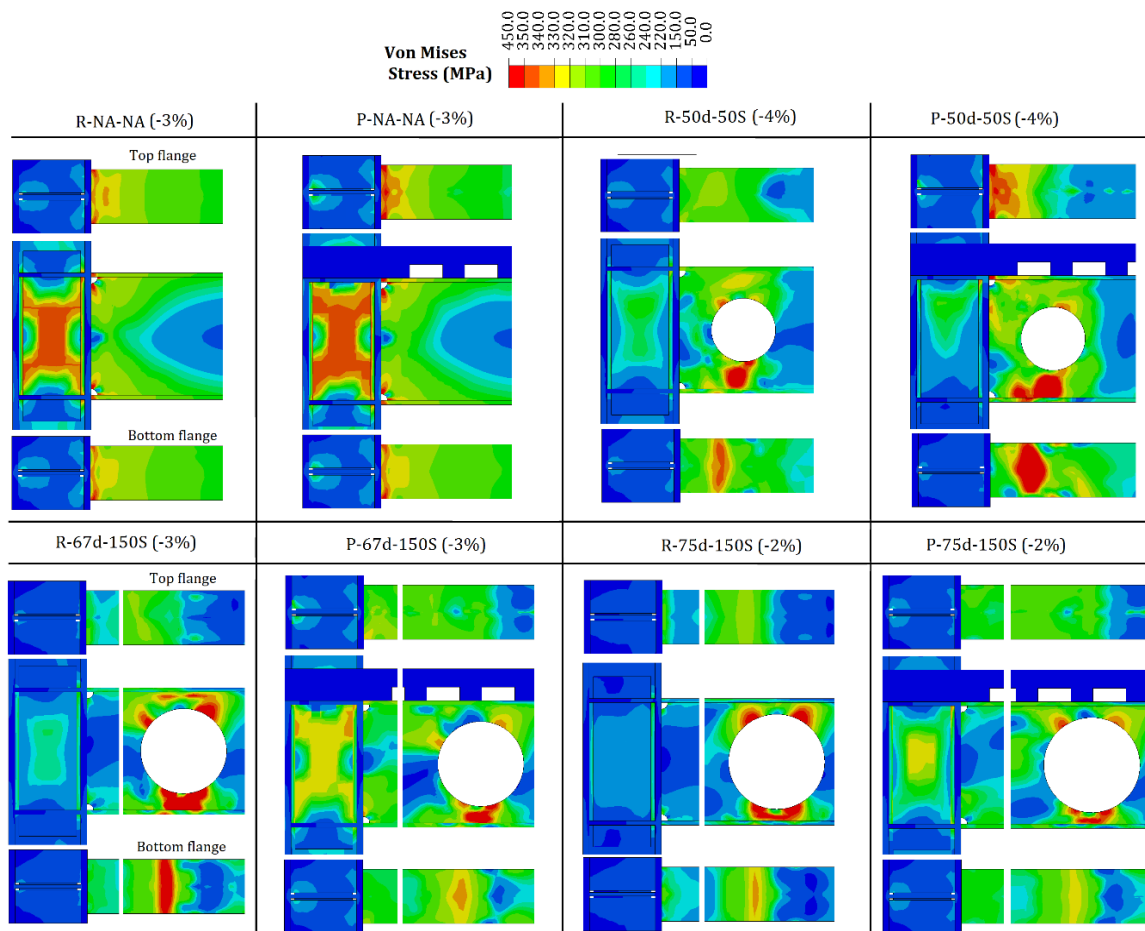 450.0
350.0
340.0
330.0
320.0
310.0
300.0
280.0
260.0
240.0
220.0
150.0
50.0
0.0
Von Mises
Stress (MPa)
R-NA-NA (-3%)
P-NA-NA (-3%)
R-50d-50S (-4%)
P-50d-50S (-4%)
Top flange
Bottom flange
R-67d-150S (-3%)
P-67d-150S (-3%)
R-75d-150S (-2%)
P-75d-150S (-2%)
Top flange
Bottom flange